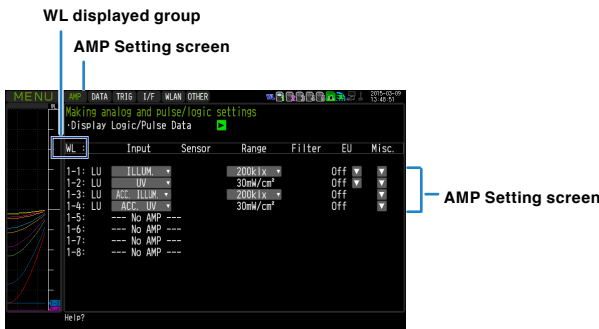 WL displayed group
AMP Setting screen
MENU AMP DATA TRIG I/F WLAN OTHER 2015-03-09 13:48:51
Making analog and pulse/logic settings
·Display Logic/Pulse Data
WL : Input Sensor Range Filter EU Misc.
1-1: LU ILLUM. 200klx Off
1-2: LU UV 30mW/cm² Off
1-3: LU ACC. ILLUM. 200klx Off
1-4: LU ACC. UV 30mW/cm² Off
AMP Setting screen
1-5: --- No AMP ---
1-6: --- No AMP ---
1-7: --- No AMP ---
1-8: --- No AMP ---
Help?